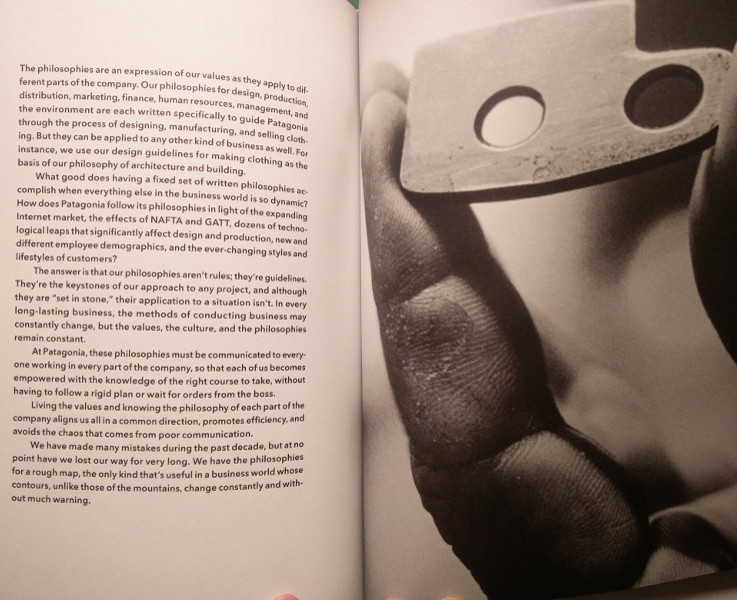 The philosophies are an expression of our values as they apply to dif-
ferent parts of the company. Our philosophies for design, production,
distribution, marketing, finance, human resources, management, and
the environment are each written specifically to guide Patagonia
through the process of designing, manufacturing, and selling cloth-
ing. But they can be applied to any other kind of business as well. For
instance, we use our design guidelines for making clothing as the
basis of our philosophy of architecture and building.
What good does having a fixed set of written philosophies ac-
complish when everything else in the business world is so dynamic?
How does Patagonia follow its philosophies in light of the expanding
Internet market, the effects of NAFTA and GATT, dozens of techno-
logical leaps that significantly affect design and production, new and
different employee demographics, and the ever-changing styles and
lifestyles of customers?
The answer is that our philosophies aren't rules; they're guidelines.
They're the keystones of our approach to any project, and although
they are "set in stone," their application to a situation isn't. In every
long-lasting business, the methods of conducting business may
constantly change, but the values, the culture, and the philosophies
remain constant.
At Patagonia, these philosophies must be communicated to every-
one working in every part of the company, so that each of us becomes
empowered with the knowledge of the right course to take, without
having to follow a rigid plan or wait for orders from the boss.
Living the values and knowing the philosophy of each part of the
company aligns us all in a common direction, promotes efficiency, and
avoids the chaos that comes from poor communication.
We have made many mistakes during the past decade, but at no
point have we lost our way for very long. We have the philosophies
for a rough map, the only kind that's useful in a business world whose
contours, unlike those of the mountains, change constantly and with-
out much warning.